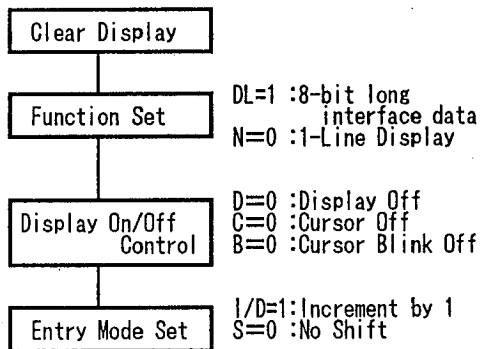 Clear Display
Function Set
DL=1 :8-bit long
interface data
N=0 :1-Line Display
Display On/Off
Control
D=0 :Display Off
C=0 :Cursor Off
B=0 :Cursor Blink Off
Entry Mode Set
I/D=1:Increment by 1
S=0 :No Shift